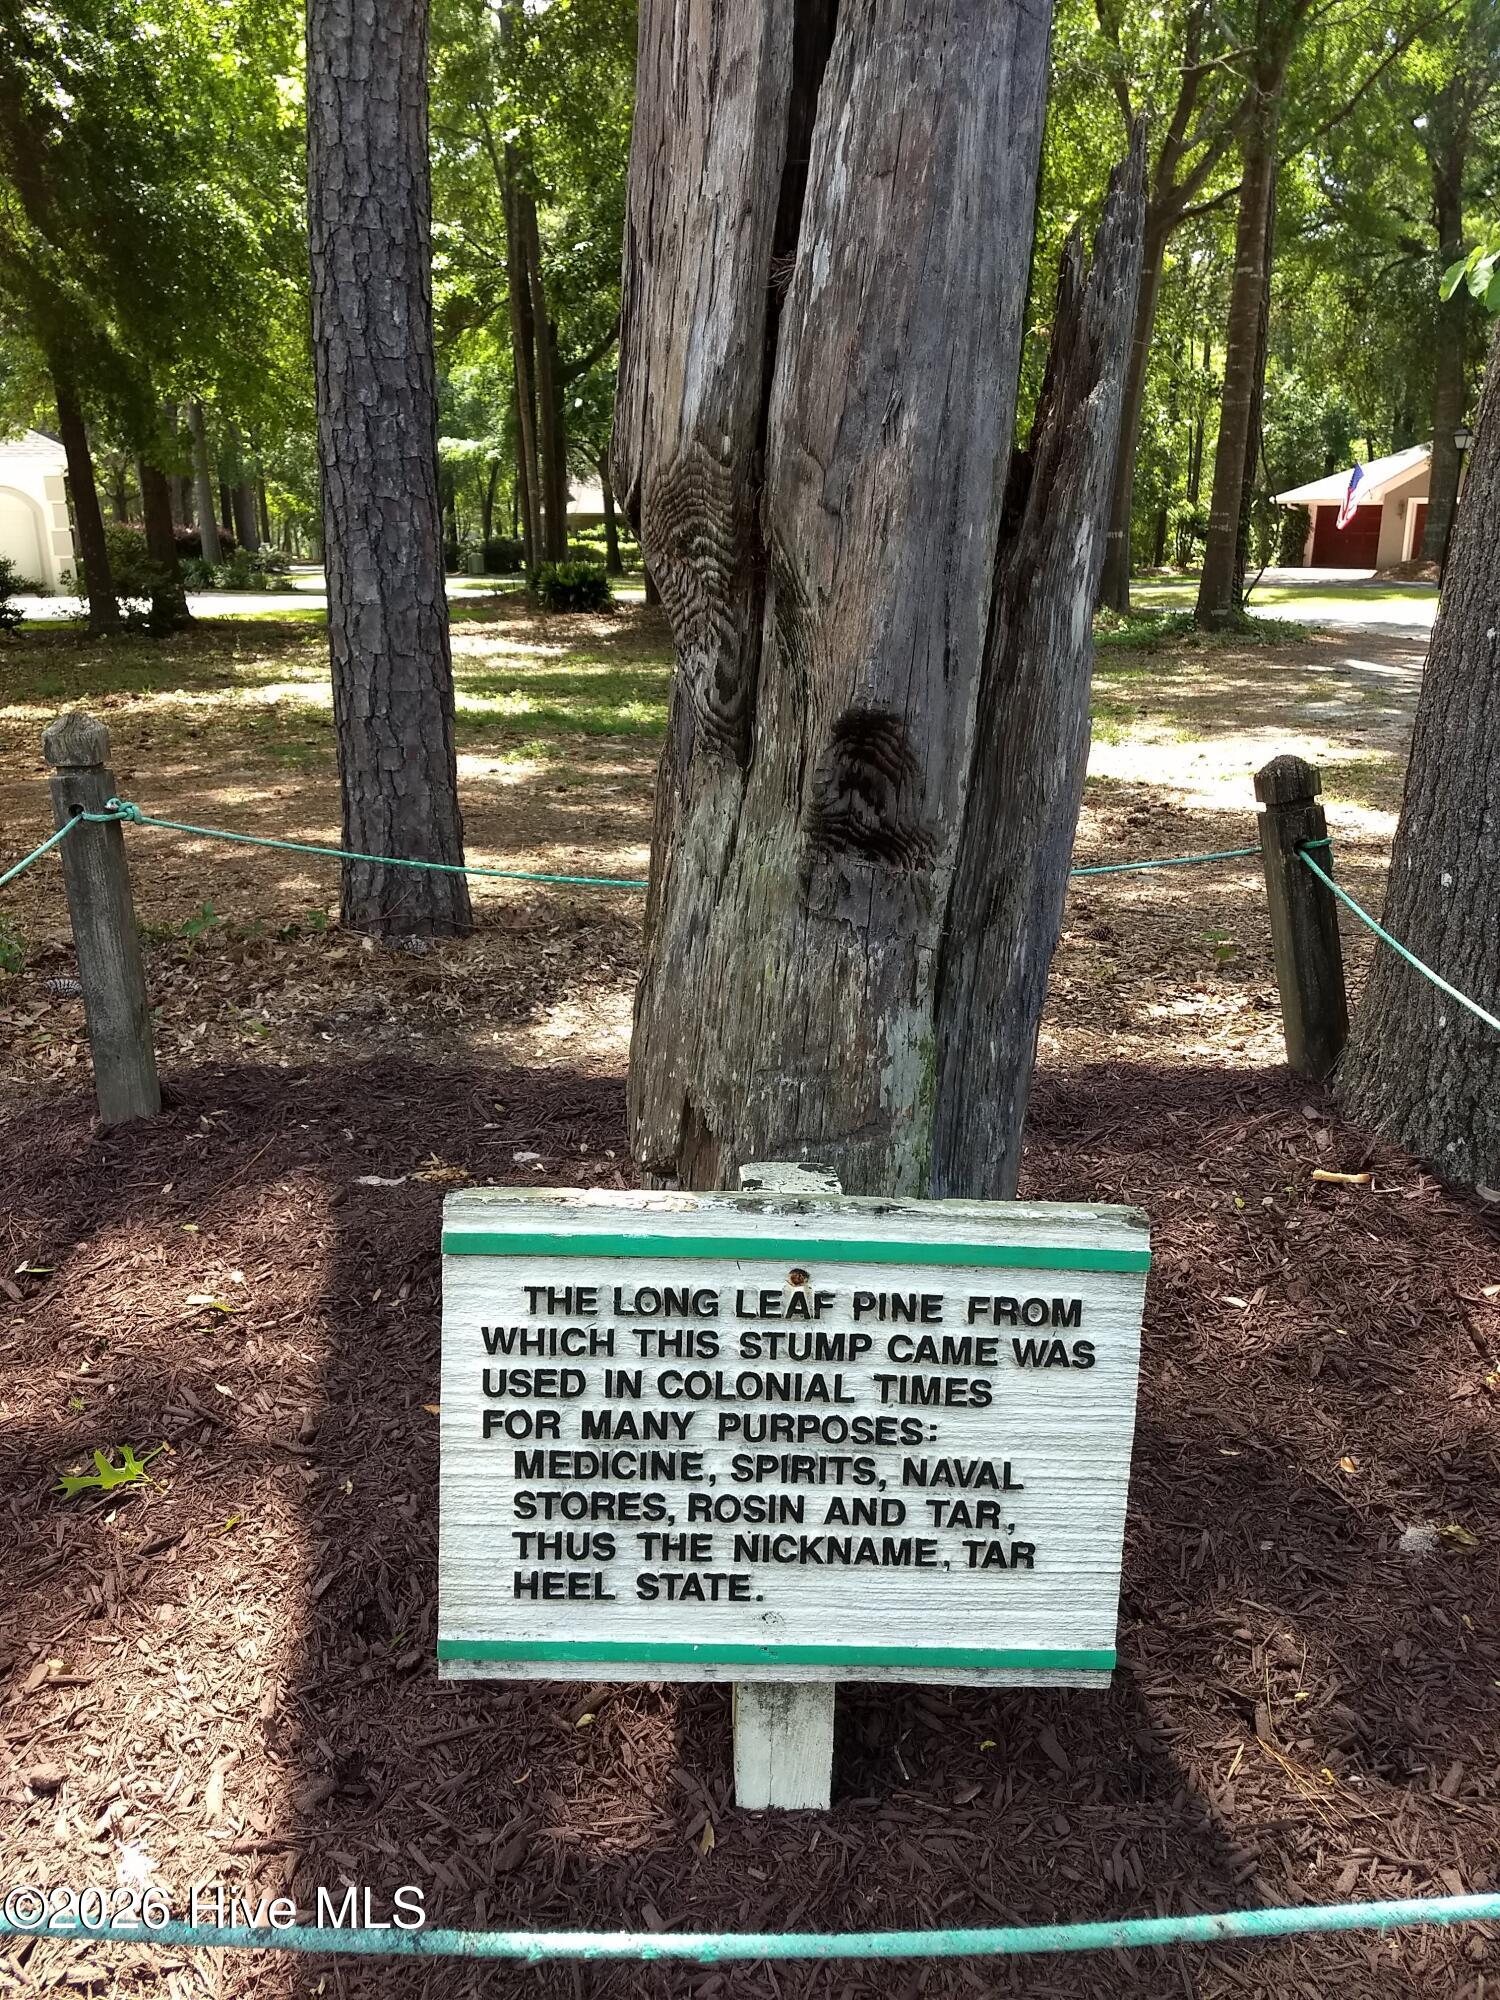 THE LONG LEAF PINE FROM
WHICH THIS STUMP CAME WAS
USED IN COLONIAL TIMES
FOR MANY PURPOSES:
MEDICINE, SPIRITS, NAVAL
STORES, ROSIN AND TAR,
THUS THE NICKNAME, TAR
HEEL STATE.
©2026 Hive MLS